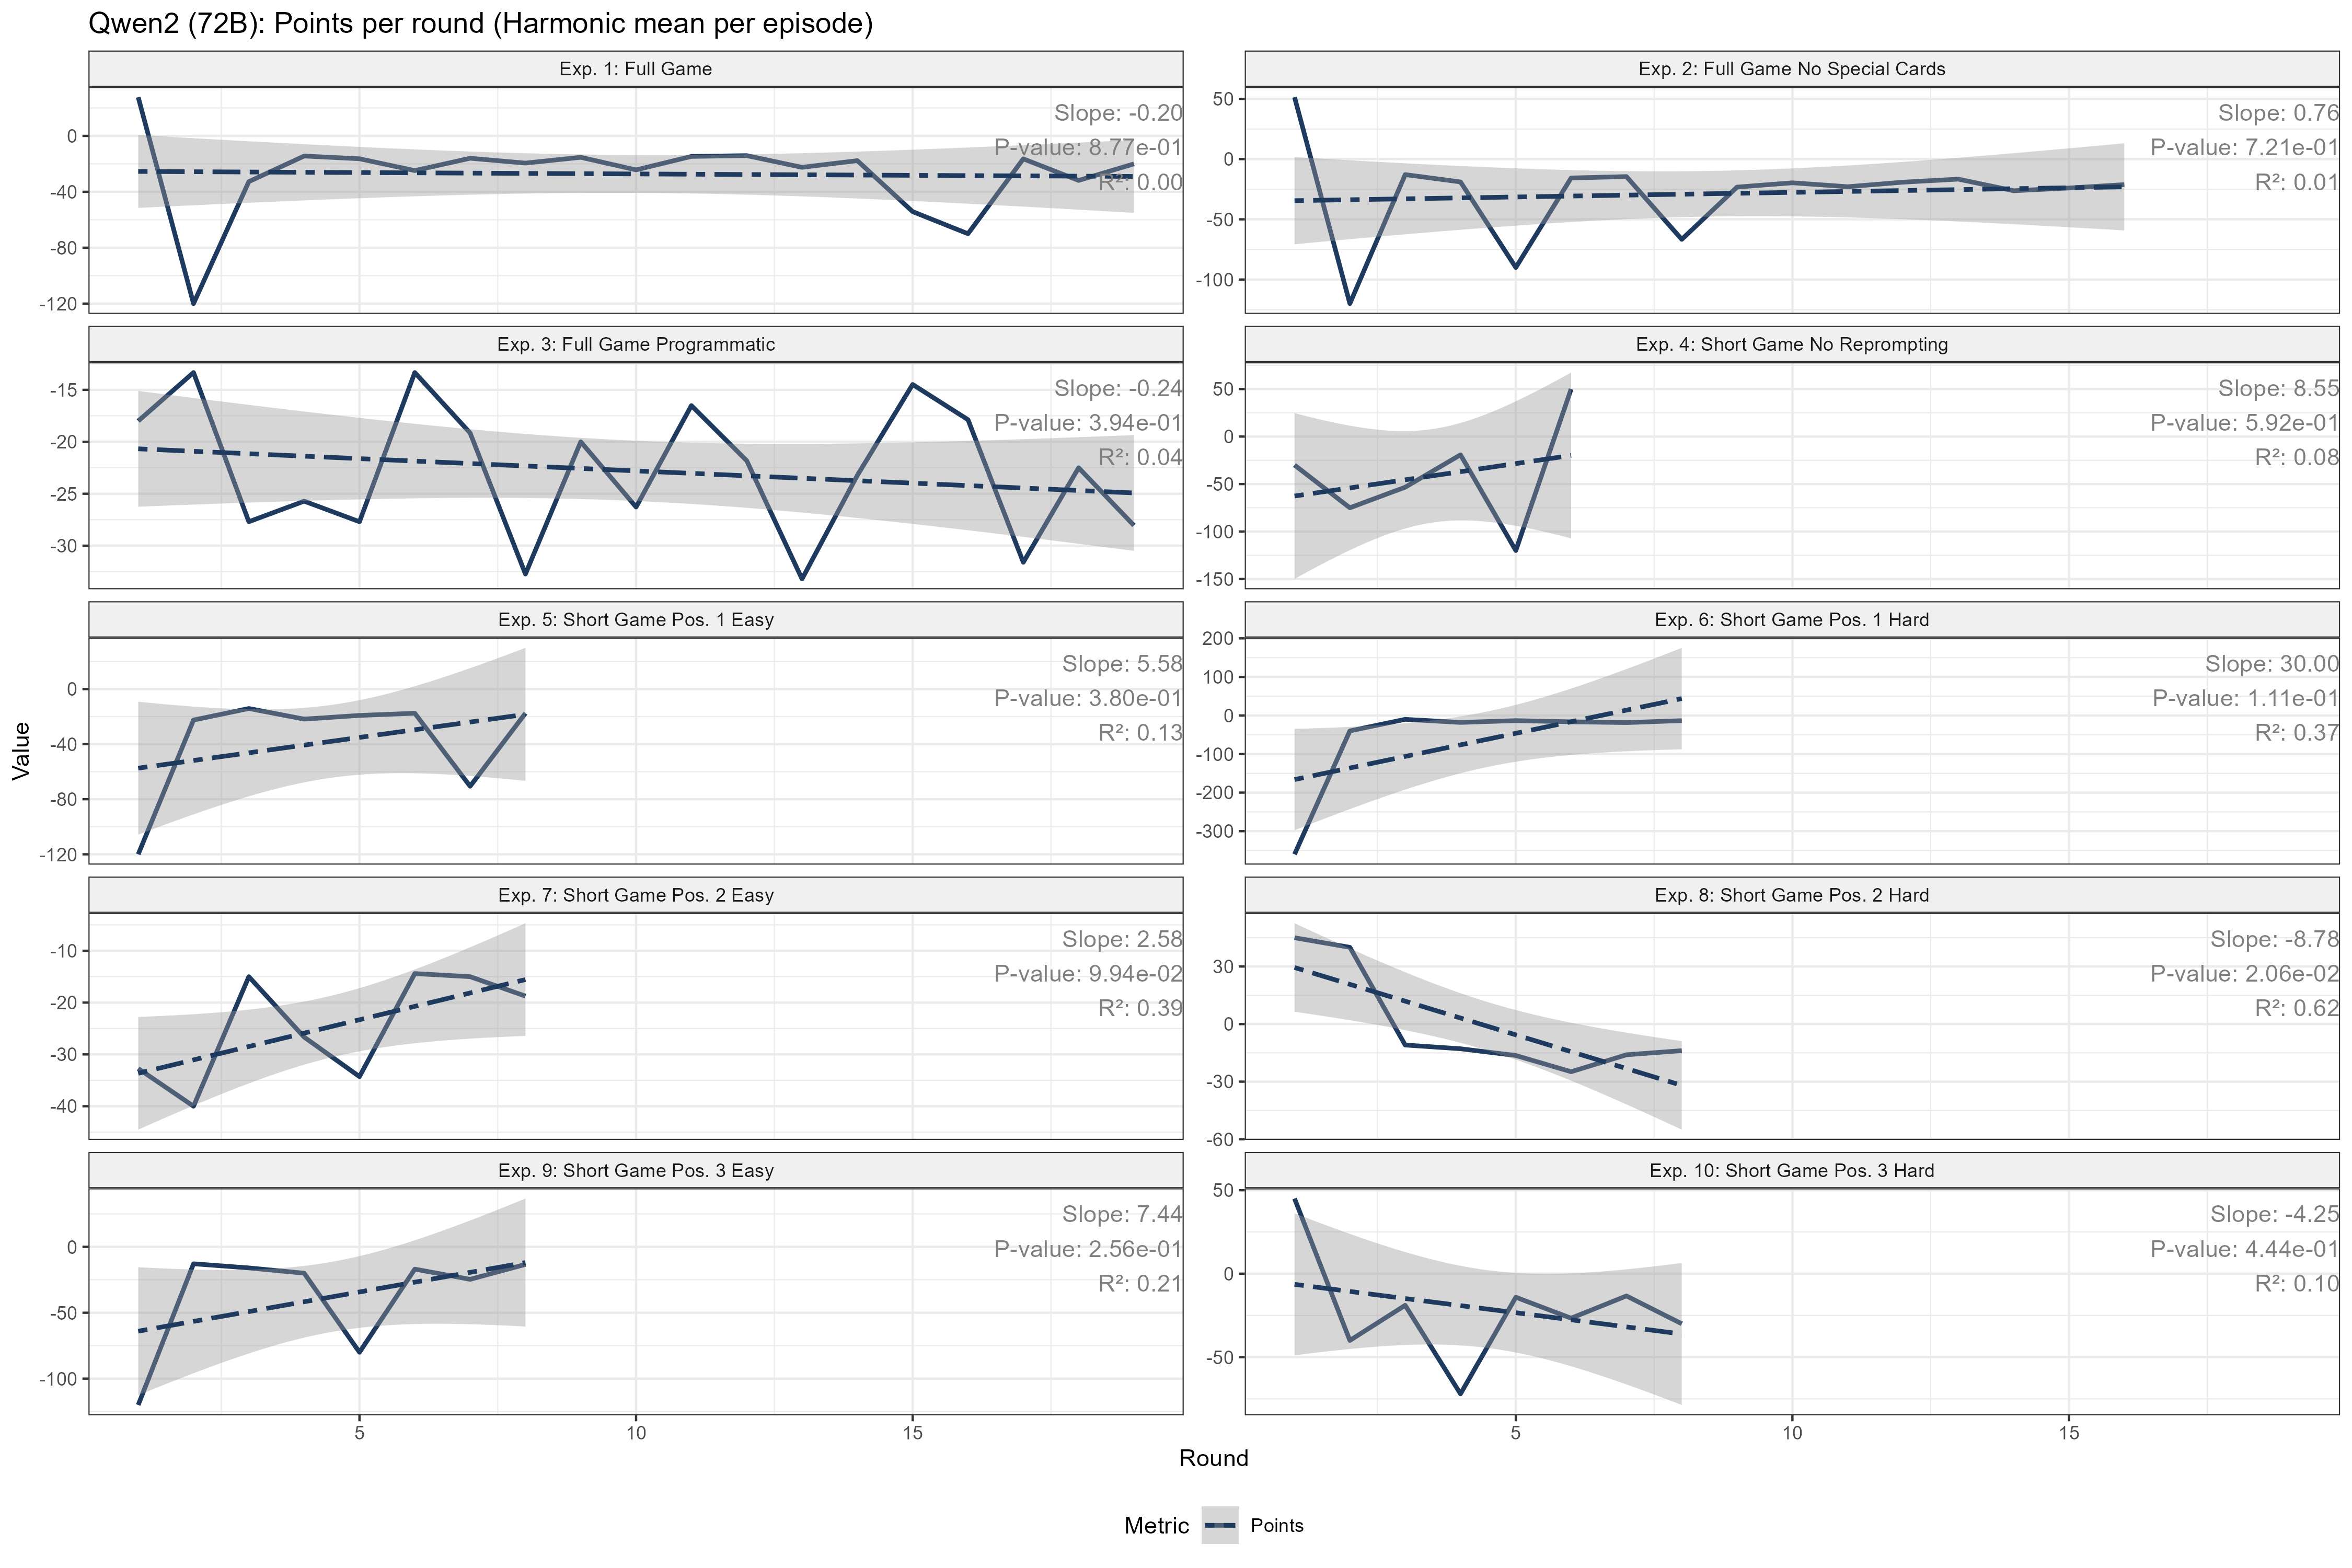 Qwen2 (72B): Points per round (Harmonic mean per episode)
Exp. 1: Full Game
Slope: -0.20
P-value: 8.77e-01
R²: 0.00
0
-40
-80
-120
Exp. 2: Full Game No Special Cards
Slope: 0.76
P-value: 7.21e-01
R²: 0.01
50
0
-50
-100
Exp. 3: Full Game Programmatic
Slope: -0.24
P-value: 3.94e-01
R²: 0.04
-15
-20
-25
-30
Exp. 4: Short Game No Reprompting
Slope: 8.55
P-value: 5.92e-01
R²: 0.08
50
0
-50
-100
-150
Exp. 5: Short Game Pos. 1 Easy
Slope: 5.58
P-value: 3.80e-01
R²: 0.13
0
-40
-80
-120
Exp. 6: Short Game Pos. 1 Hard
Slope: 30.00
P-value: 1.11e-01
R²: 0.37
200
100
0
-100
-200
-300
Exp. 7: Short Game Pos. 2 Easy
Slope: 2.58
P-value: 9.94e-02
R²: 0.39
-10
-20
-30
-40
Exp. 8: Short Game Pos. 2 Hard
Slope: -8.78
P-value: 2.06e-02
R²: 0.62
30
0
-30
-60
Exp. 9: Short Game Pos. 3 Easy
Slope: 7.44
P-value: 2.56e-01
R²: 0.21
0
-50
-100
5 10 15
Exp. 10: Short Game Pos. 3 Hard
Slope: -4.25
P-value: 4.44e-01
R²: 0.10
50
0
-50
5 10 15
Value
Round
Metric Points